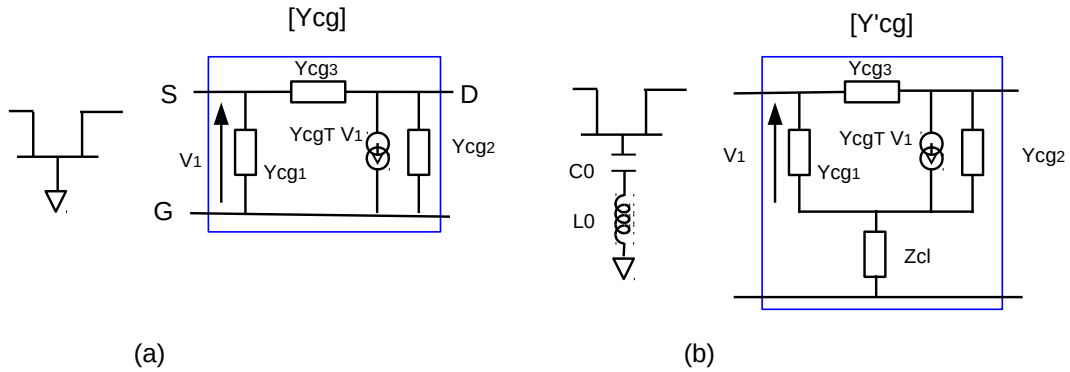 [Ycg]
Ycg3
S
D
YcgT V1
V1
Ycg1
Ycg2
G
(a)
C0
L0
[Y'cg]
Ycg3
YcgT V1
V1
Ycg1
Ycg2
Zcl
(b)